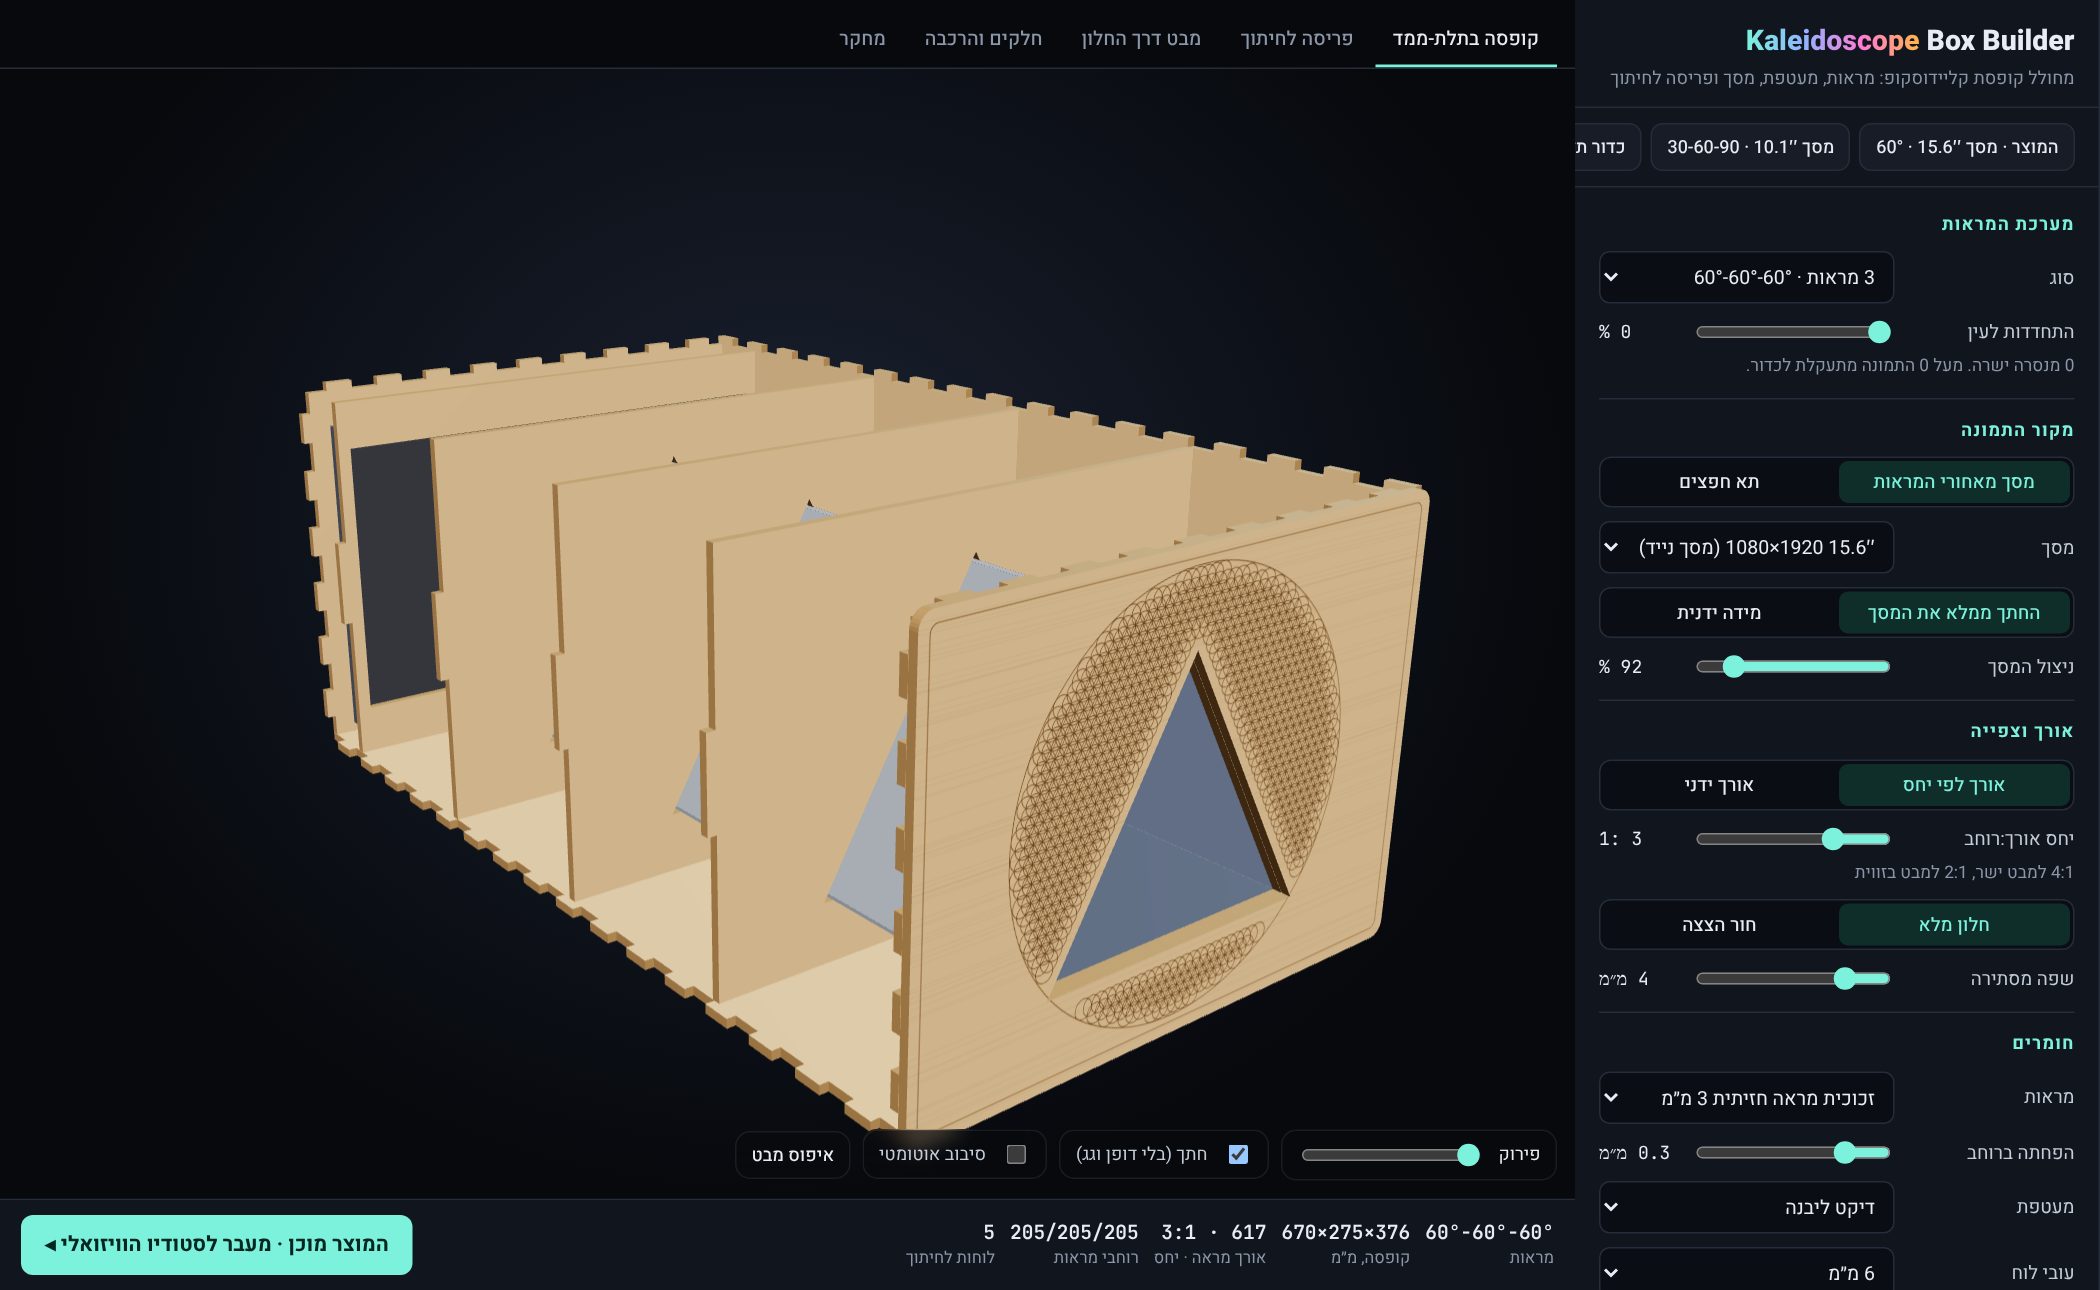 Kaleidoscope Box Builder
מחולל קופסת קליידוסקופ: מראות, מעטפת, מסך ופריסה לחיתוך
המוצר · מסך 15.6″ · 60°
מסך 10.1″ · 30-60-90
כדור ת
מערכת המראות
סוג
3 מראות · 60°-60°-60°
התחדדות לעין
0 %
0 מנסרה ישרה. מעל 0 התמונה מתעקלת לכדור.
מקור התמונה
מסך מאחורי המראות
תא חפצים
מסך
15.6″ 1920×1080 (מסך נייד)
החתך ממלא את המסך
מידה ידנית
ניצול המסך
92 %
אורך וצפייה
אורך לפי יחס
אורך ידני
יחס אורך:רוחב
3 :1
4:1 למבט ישר, 2:1 למבט בזווית
חלון מלא
חור הצצה
שפה מסתירה
4 מ״מ
חומרים
מראות
זכוכית מראה חזיתית 3 מ״מ
הפחתה ברוחב
0.3 מ״מ
מעטפת
דיקט ליבנה
עובי לוח
6 מ״מ
קופסה בתלת-ממד
פריסה לחיתוך
מבט דרך החלון
חלקים והרכבה
מחקר
פירוק
חתך (בלי דופן וגג)
סיבוב אוטומטי
איפוס מבט
60°-60°-60°
מראות
670×275×376
קופסה, מ״מ
617 · 3:1
אורך מראה · יחס
205/205/205
רוחבי מראות
5
לוחות לחיתוך
המוצר מוכן · מעבר לסטודיו הוויזואלי ◂